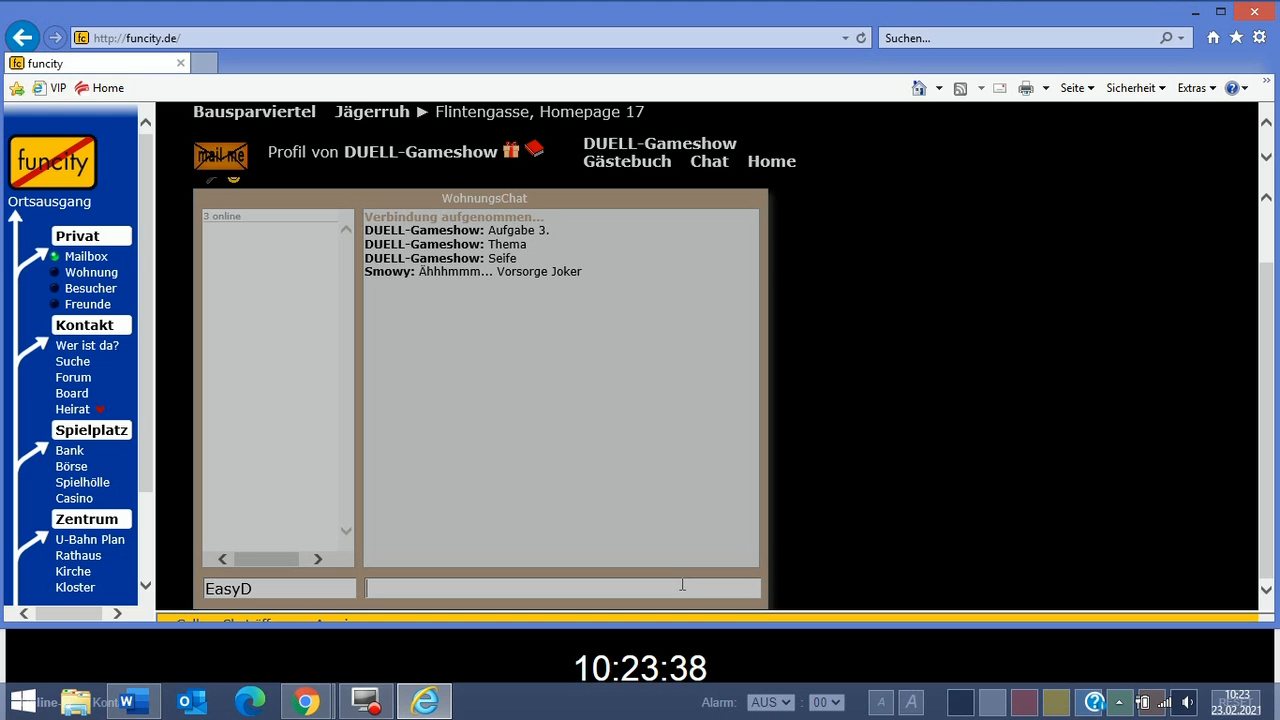 http://funcity.de/
Suchen...
funcity
VIP
Home
Seite
Sicherheit
Extras
funcity
Ortsausgang
Privat
Mailbox
Wohnung
Besucher
Freunde
Kontakt
Wer ist da?
Suche
Forum
Board
Heirat
Spielplatz
Bank
Börse
Spielhölle
Casino
Zentrum
U-Bahn Plan
Rathaus
Kirche
Kloster
Bausparviertel Jägerruh ► Flintengasse, Homepage 17
mail me
Profil von DUELL-Gameshow
DUELL-Gameshow
Gästebuch Chat Home
WohnungsChat
3 online
Verbindung aufgenommen...
DUELL-Gameshow: Aufgabe 3.
DUELL-Gameshow: Thema
DUELL-Gameshow: Seife
Smowy: Ähhhmmm... Vorsorge Joker
EasyD
10:23:38
Alarm: AUS : 00
A A
10:23
23.02.2021